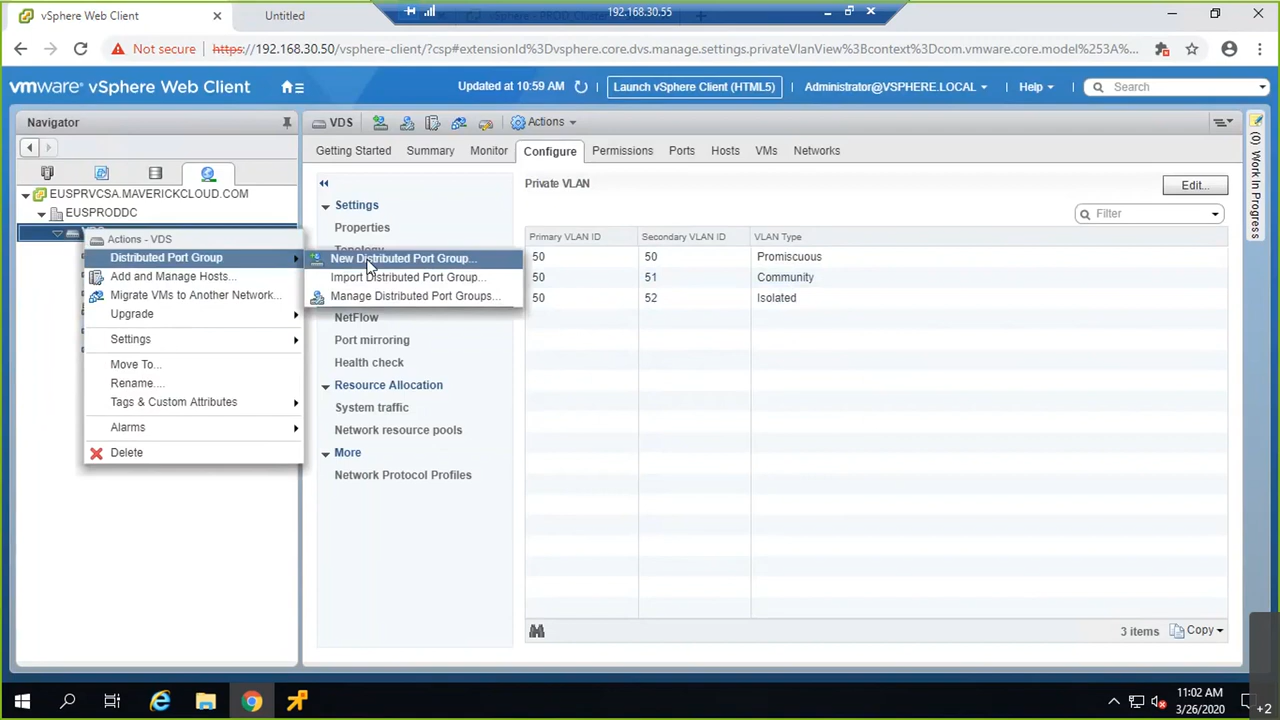 vSphere Web Client
Untitled
vSphere - PROD_Cluster
192.168.30.55
Not secure
https://192.168.30.50/vsphere-client/?csp#extensionId%3Dvsphere.core.dvs.manage.settings.privateVlanView%3Bcontext%3Dcom.vmware.core.model%253A%...
vmware® vSphere Web Client
Updated at 10:59 AM
Launch vSphere Client (HTML5)
Administrator@VSPHERE.LOCAL
Help
Search
Navigator
VDS
Actions
(0) Work In Progress
Getting Started
Summary
Monitor
Configure
Permissions
Ports
Hosts
VMs
Networks
EUSPRVCSA.MAVERICKCLOUD.COM
EUSPRODDC
VDS
Actions - VDS
Distributed Port Group
Add and Manage Hosts...
Migrate VMs to Another Network...
Upgrade
Settings
Move To...
Rename...
Tags & Custom Attributes
Alarms
Delete
New Distributed Port Group...
Import Distributed Port Group...
Manage Distributed Port Groups...
Settings
Properties
Topology
NetFlow
Port mirroring
Health check
Resource Allocation
System traffic
Network resource pools
More
Network Protocol Profiles
Private VLAN
Edit...
Filter
Primary VLAN ID Secondary VLAN ID VLAN Type
50 50 Promiscuous
50 51 Community
50 52 Isolated
3 items
Copy
11:02 AM
3/26/2020
+2